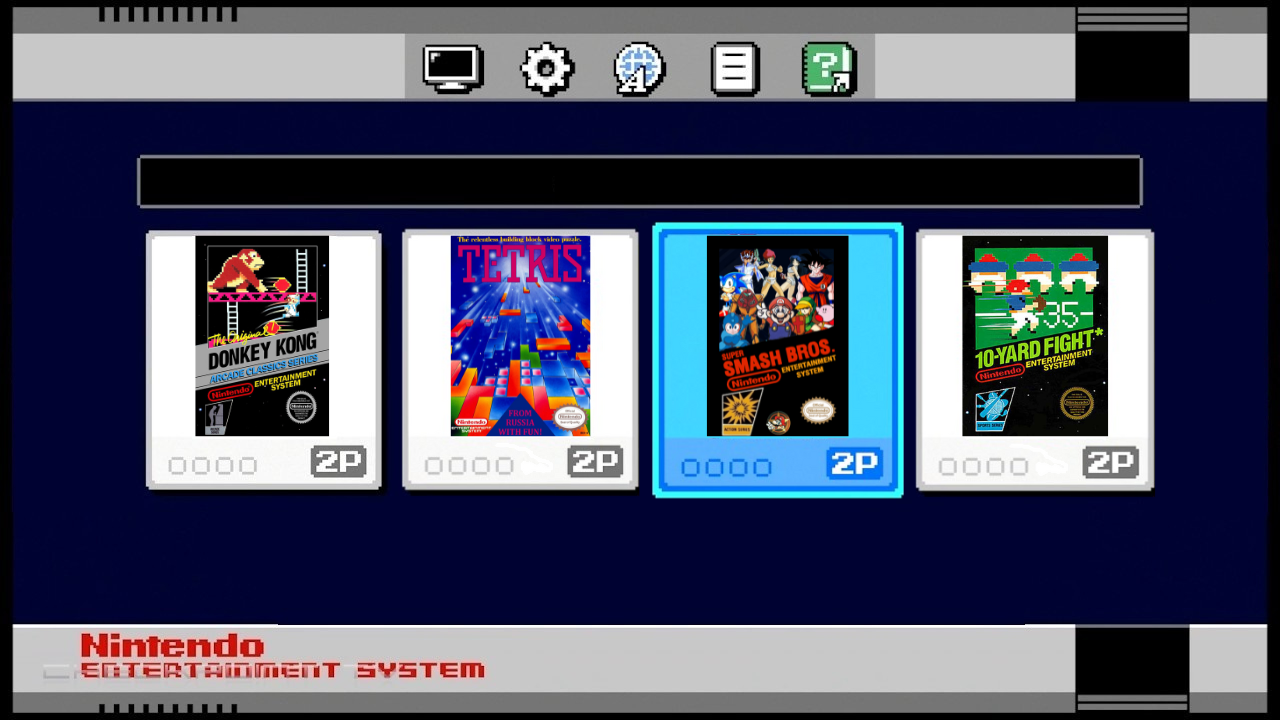 ?
The relentless building block video puzzle.
TETRIS
FROM
RUSSIA
WITH FUN!
Nintendo
The Original
DONKEY KONG
ARCADE CLASSICS SERIES
Nintendo
ENTERTAINMENT
SYSTEM
2P
2P
SUPER
SMASH BROS.
Nintendo
ENTERTAINMENT
SYSTEM
ACTION SERIES
Nintendo
2P
35
10-YARD FIGHT*
Nintendo
ENTERTAINMENT
SYSTEM
SPORTS SERIES
2P
Nintendo
ENTERTAINMENT SYSTEM